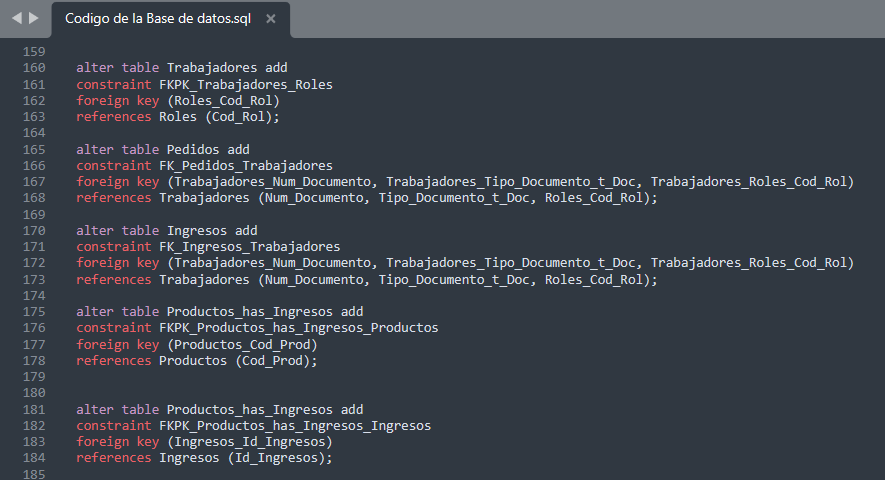 Codigo de la Base de datos.sql ×
159
160 alter table Trabajadores add
161 constraint FKPK_Trabajadores_Roles
162 foreign key (Roles_Cod_Rol)
163 references Roles (Cod_Rol);
164
165 alter table Pedidos add
166 constraint FK_Pedidos_Trabajadores
167 foreign key (Trabajadores_Num_Documento, Trabajadores_Tipo_Documento_t_Doc, Trabajadores_Roles_Cod_Rol)
168 references Trabajadores (Num_Documento, Tipo_Documento_t_Doc, Roles_Cod_Rol);
169
170 alter table Ingresos add
171 constraint FK_Ingresos_Trabajadores
172 foreign key (Trabajadores_Num_Documento, Trabajadores_Tipo_Documento_t_Doc, Trabajadores_Roles_Cod_Rol)
173 references Trabajadores (Num_Documento, Tipo_Documento_t_Doc, Roles_Cod_Rol);
174
175 alter table Productos_has_Ingresos add
176 constraint FKPK_Productos_has_Ingresos_Productos
177 foreign key (Productos_Cod_Prod)
178 references Productos (Cod_Prod);
179
180
181 alter table Productos_has_Ingresos add
182 constraint FKPK_Productos_has_Ingresos_Ingresos
183 foreign key (Ingresos_Id_Ingresos)
184 references Ingresos (Id_Ingresos);
185